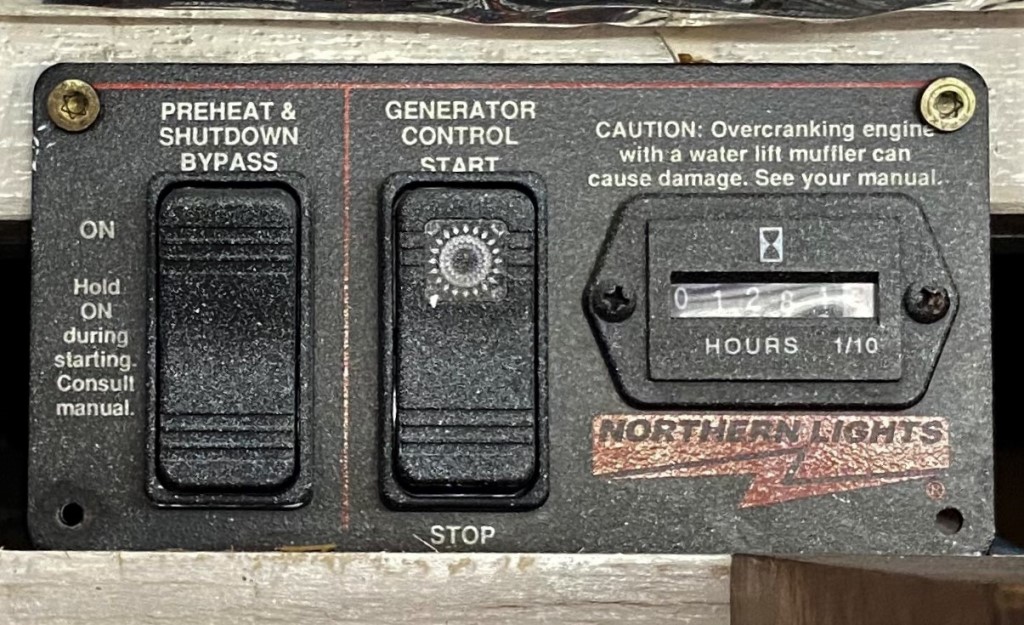 PREHEAT &
SHUTDOWN
BYPASS
ON
Hold
ON
during
starting.
Consult
manual.
GENERATOR
CONTROL
START
STOP
CAUTION: Overcranking engine
with a water lift muffler can
cause damage. See your manual.
HOURS 1/10
NORTHERN LIGHTS
®